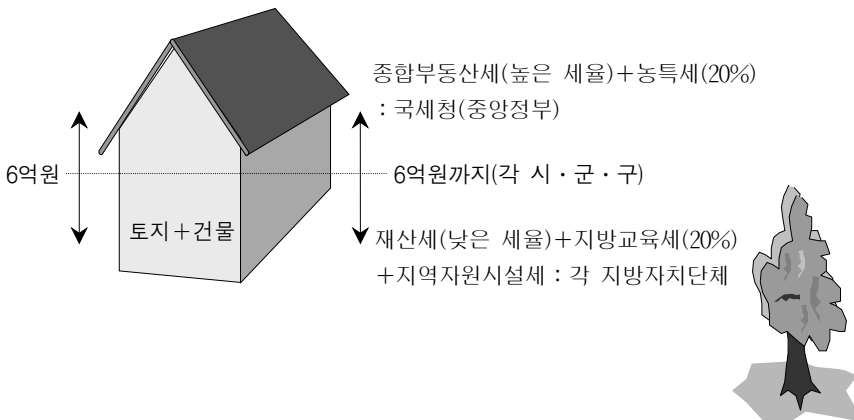 종합부동산세(높은 세율)+농특세(20%)
: 국세청(중앙정부)
6억원
6억원까지(각 시·군·구)
토지+건물
재산세(낮은 세율)+지방교육세(20%)
+지역자원시설세 : 각 지방자치단체